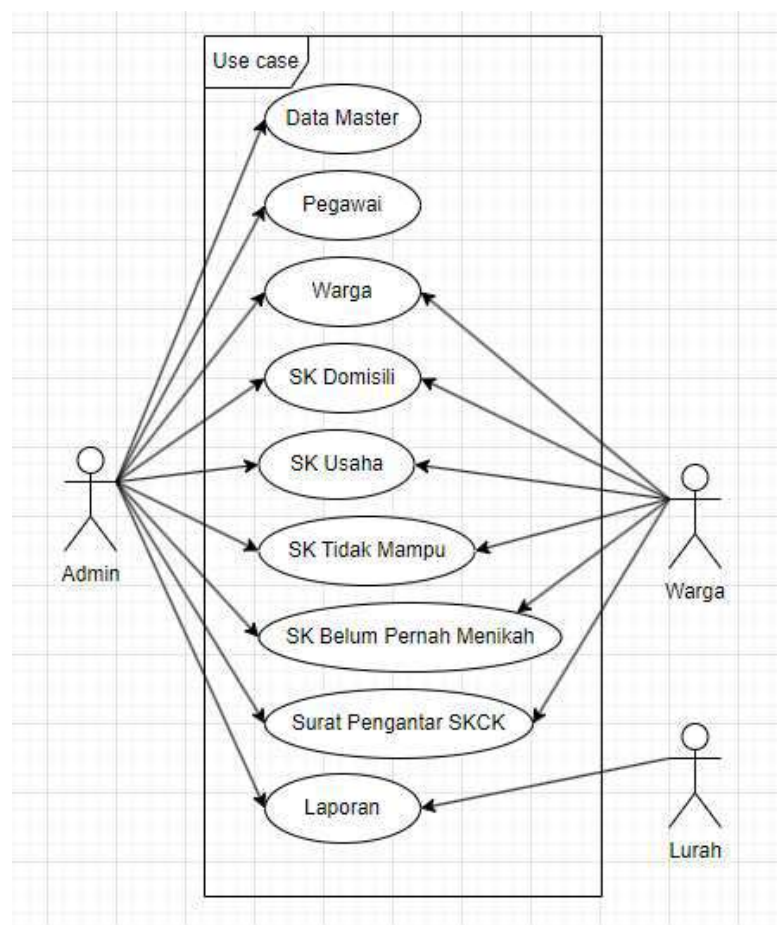 Use case
Data Master
Pegawai
Warga
SK Domisili
SK Usaha
SK Tidak Mampu
SK Belum Pernah Menikah
Surat Pengantar SKCK
Laporan
Admin
Warga
Lurah